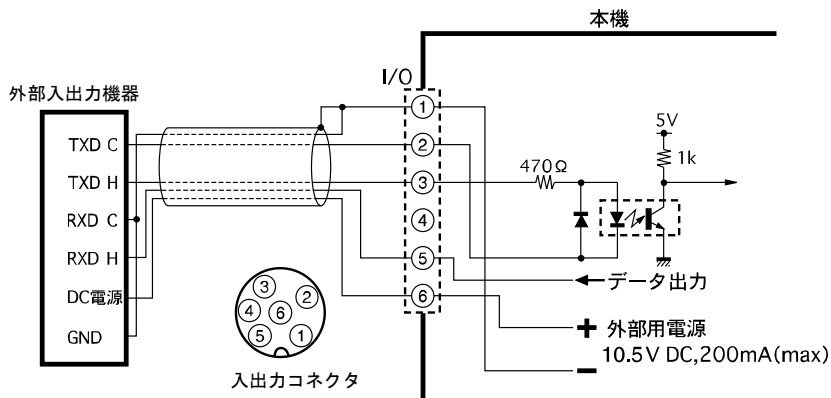 本機
I/O
外部入出力機器
TXD C
TXD H
RXD C
RXD H
DC電源
GND
①
②
③
④
⑤
⑥
470Ω
5V
1k
データ出力
+ 外部用電源
10.5V DC,200mA(max)
−
③
②
④
⑥
⑤
①
入出力コネクタ